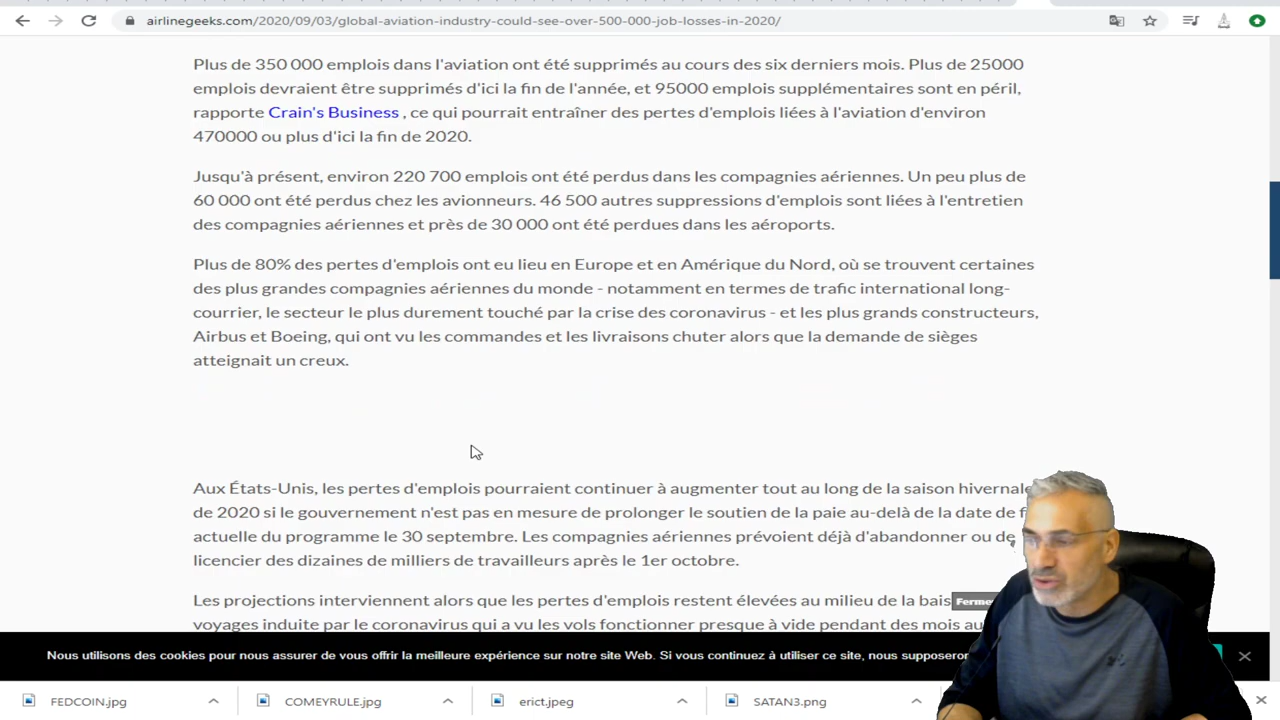 airlinegeeks.com/2020/09/03/global-aviation-industry-could-see-over-500-000-job-losses-in-2020/
Plus de 350 000 emplois dans l'aviation ont été supprimés au cours des six derniers mois. Plus de 25000
emplois devraient être supprimés d'ici la fin de l'année, et 95000 emplois supplémentaires sont en péril,
rapporte Crain's Business , ce qui pourrait entraîner des pertes d'emplois liées à l'aviation d'environ
470000 ou plus d'ici la fin de 2020.
Jusqu'à présent, environ 220 700 emplois ont été perdus dans les compagnies aériennes. Un peu plus de
60 000 ont été perdus chez les avionneurs. 46 500 autres suppressions d'emplois sont liées à l'entretien
des compagnies aériennes et près de 30 000 ont été perdues dans les aéroports.
Plus de 80% des pertes d'emplois ont eu lieu en Europe et en Amérique du Nord, où se trouvent certaines
des plus grandes compagnies aériennes du monde - notamment en termes de trafic international long-
courrier, le secteur le plus durement touché par la crise des coronavirus - et les plus grands constructeurs,
Airbus et Boeing, qui ont vu les commandes et les livraisons chuter alors que la demande de sièges
atteignait un creux.
Aux États-Unis, les pertes d'emplois pourraient continuer à augmenter tout au long de la saison hivernale
de 2020 si le gouvernement n'est pas en mesure de prolonger le soutien de la paie au-delà de la date de
actuelle du programme le 30 septembre. Les compagnies aériennes prévoient déjà d'abandonner ou de
licencier des dizaines de milliers de travailleurs après le 1er octobre.
Les projections interviennent alors que les pertes d'emplois restent élevées au milieu de la bais Ferme
voyages induite par le coronavirus qui a vu les vols fonctionner presque à vide pendant des mois au
Nous utilisons des cookies pour nous assurer de vous offrir la meilleure expérience sur notre site Web. Si vous continuez à utiliser ce site, nous supposero
FEDCOIN.jpg
COMEYRULE.jpg
erict.jpeg
SATAN3.png